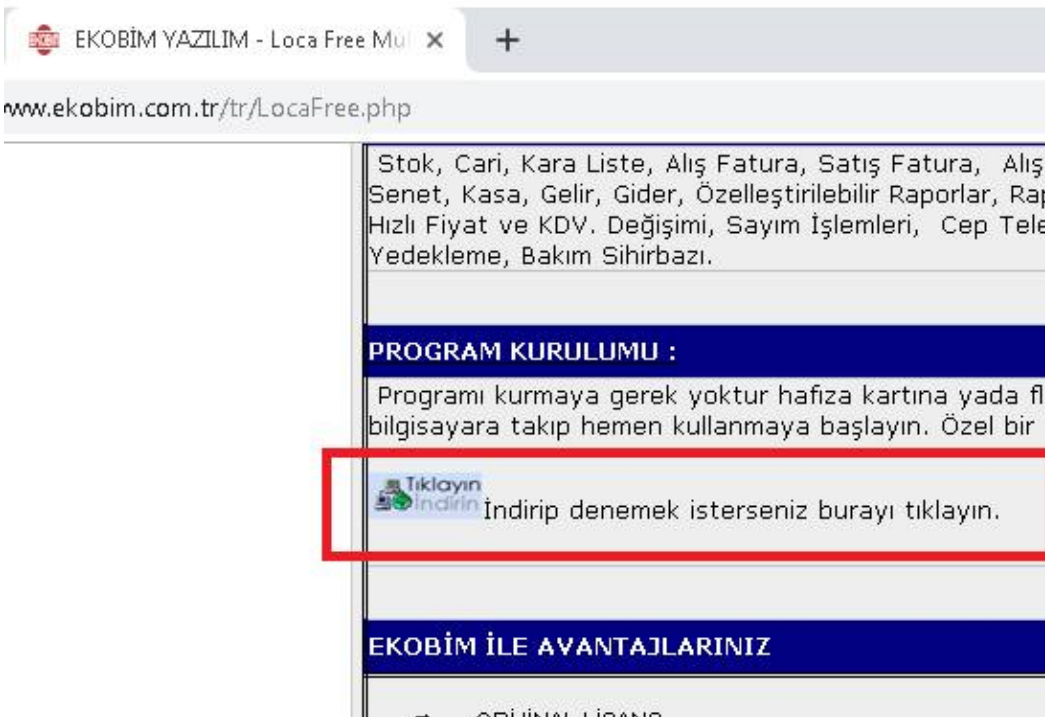 EKOBİM YAZILIM - Loca Free Mul
www.ekobim.com.tr/tr/LocaFree.php
Stok, Cari, Kara Liste, Alış Fatura, Satış Fatura, Alış
Senet, Kasa, Gelir, Gider, Özelleştirilebilir Raporlar, Rap
Hızlı Fiyat ve KDV. Değişimi, Sayım İşlemleri, Cep Tele
Yedekleme, Bakım Sihirbazı.
PROGRAM KURULUMU :
Programı kurmaya gerek yoktur hafıza kartına yada fl
bilgisayara takıp hemen kullanmaya başlayın. Özel bir
Tıklayın
İndirin
İndirip denemek isterseniz burayı tıklayın.
EKOBİM İLE AVANTAJLARINIZ